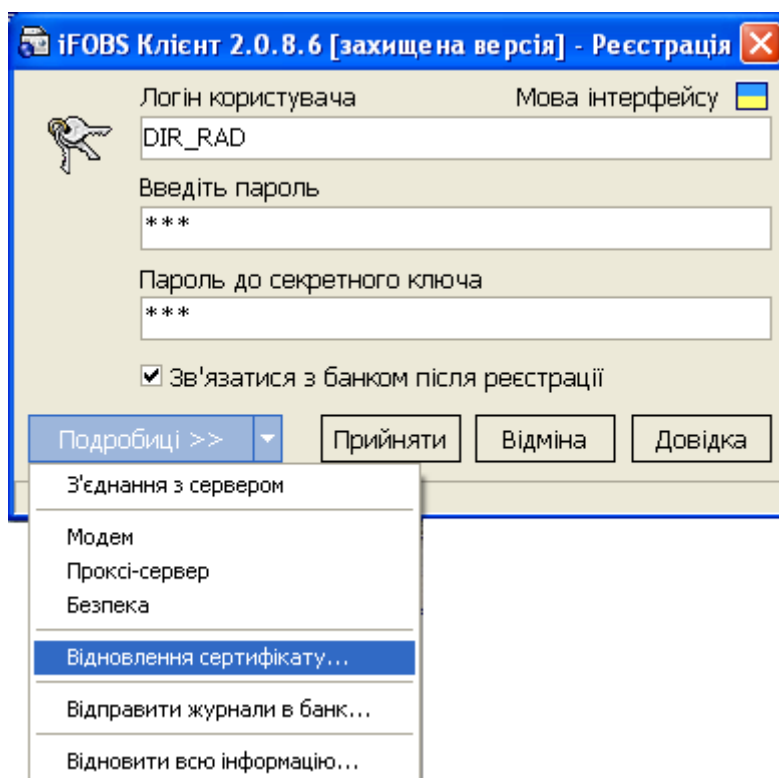 iFOBS Клієнт 2.0.8.6 [захищена версія] - Реєстрація
Логін користувача Мова інтерфейсу
DIR_RAD
Введіть пароль
***
Пароль до секретного ключа
***
Зв'язатися з банком після реєстрації
Подробиці >> Прийняти Відміна Довідка
З'єднання з сервером
Модем
Проксі-сервер
Безпека
Відновлення сертифікату...
Відправити журнали в банк...
Відновити всю інформацію...